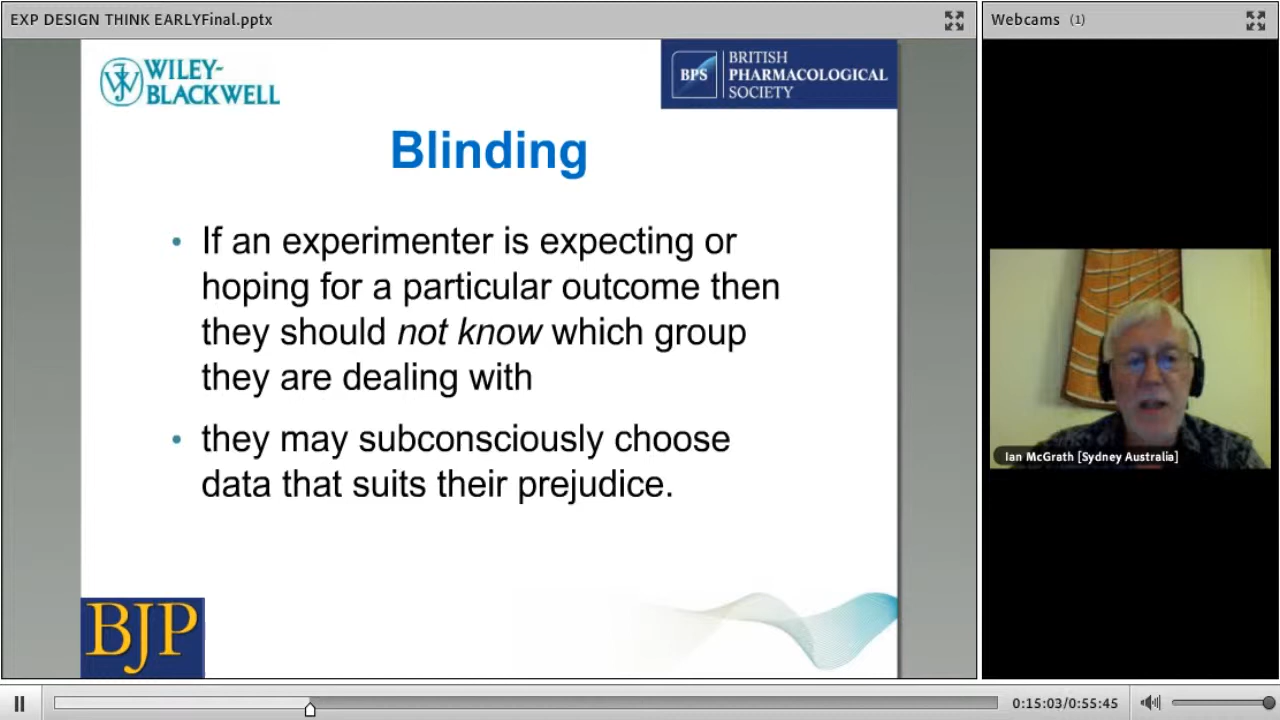 EXP DESIGN THINK EARLYFinal.pptx
Webcams (1)
WILEY-
BLACKWELL
BPS
BRITISH
PHARMACOLOGICAL
SOCIETY
Blinding
• If an experimenter is expecting or
hoping for a particular outcome then
they should not know which group
they are dealing with
• they may subconsciously choose
data that suits their prejudice.
Ian McGrath [Sydney Australia]
BJP
0:15:03/0:55:45